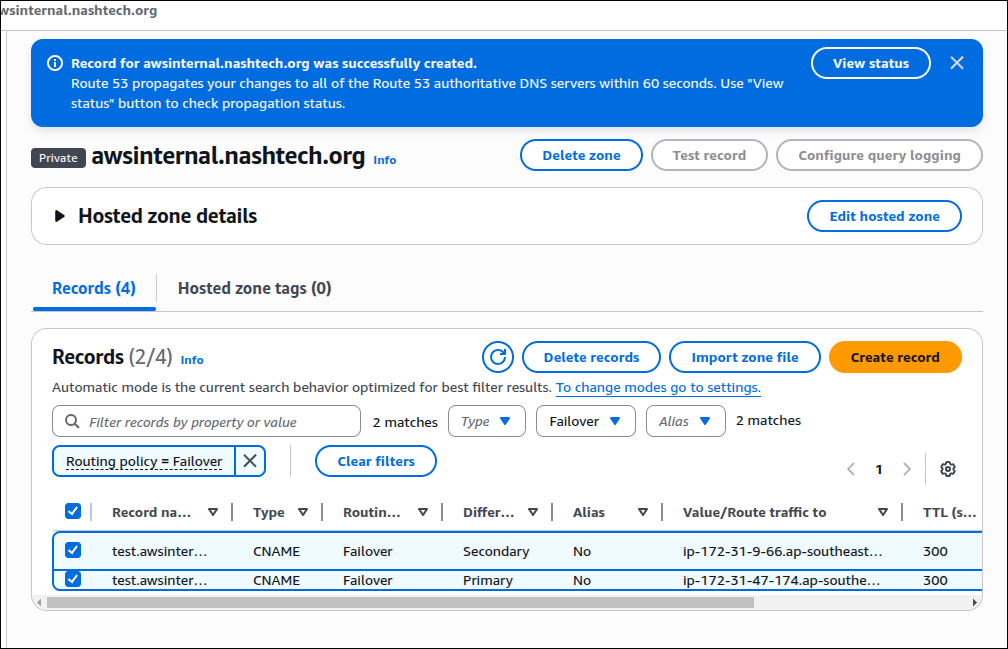 wsinternal.nashtech.org
Record for awsinternal.nashtech.org was successfully created.
Route 53 propagates your changes to all of the Route 53 authoritative DNS servers within 60 seconds. Use "View
status" button to check propagation status.
View status
Private awsinternal.nashtech.org Info
Delete zone Test record Configure query logging
Hosted zone details
Edit hosted zone
Records (4) Hosted zone tags (0)
Records (2/4) Info
Delete records Import zone file Create record
Automatic mode is the current search behavior optimized for best filter results. To change modes go to settings.
Filter records by property or value 2 matches Type Failover Alias 2 matches
Routing policy = Failover Clear filters
1
Record na... Type Routin... Differ... Alias Value/Route traffic to TTL (s...
test.awsinter... CNAME Failover Secondary No ip-172-31-9-66.ap-southeast... 300
test.awsinter... CNAME Failover Primary No ip-172-31-47-174.ap-southe... 300